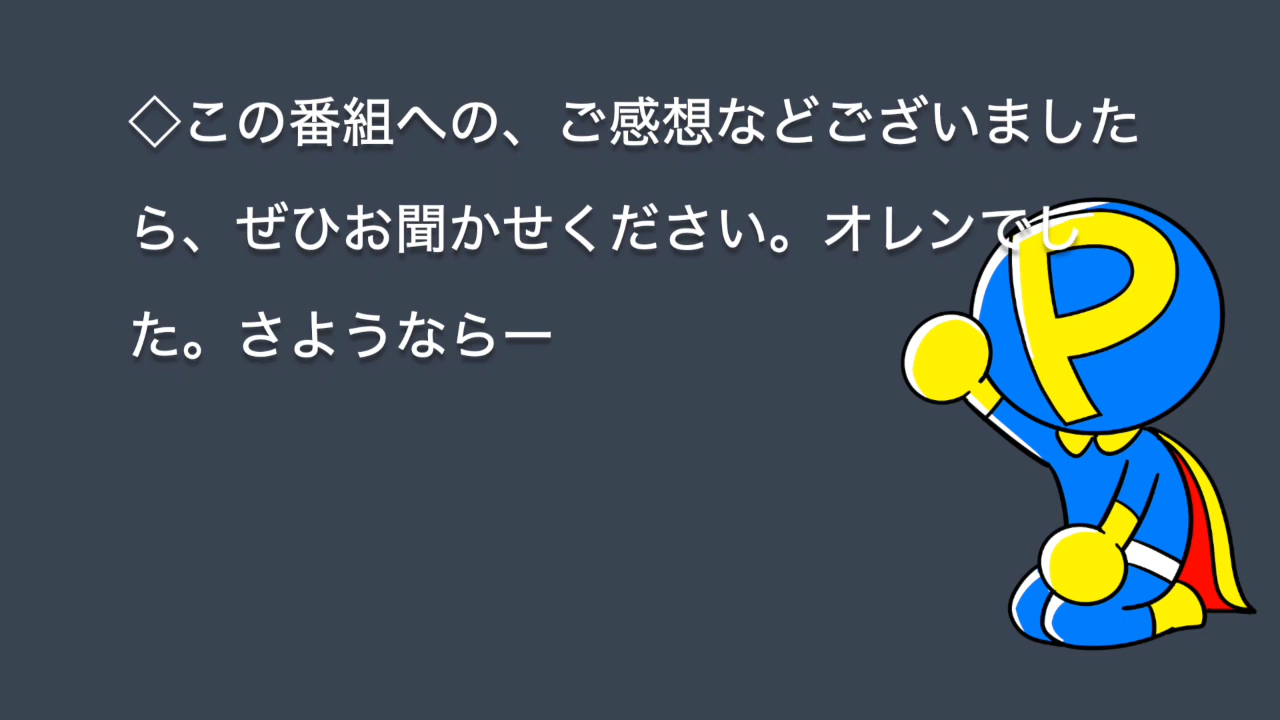 ◇この番組への、ご感想などございました
ら、ぜひお聞かせください。オレンでし
た。さようならー
P